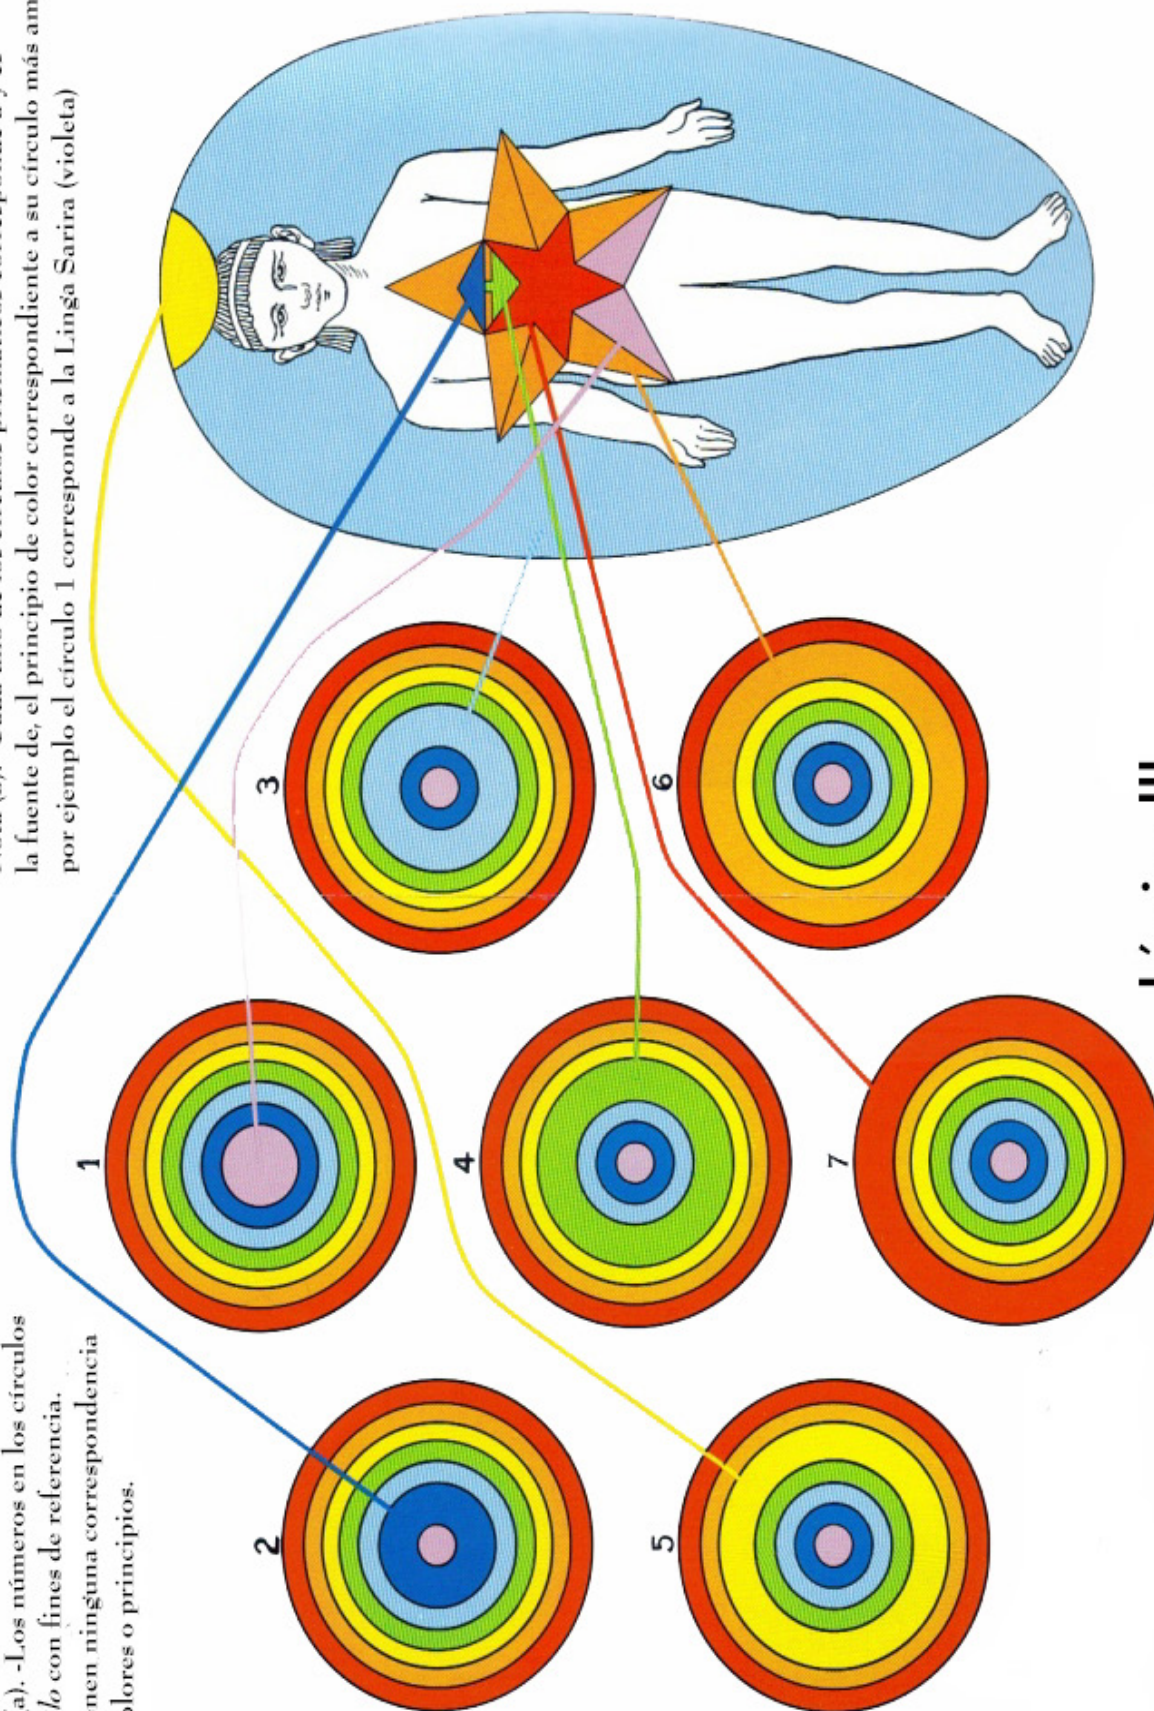 (a). -Los números en los círculos
lo con fines de referencia.
nen ninguna correspondencia
olores o principios.
la fuente de, el principio de color correspondiente a su círculo más am
por ejemplo el círculo 1 corresponde a la Linga Sarira (violeta)
1
2
3
4
5
6
7